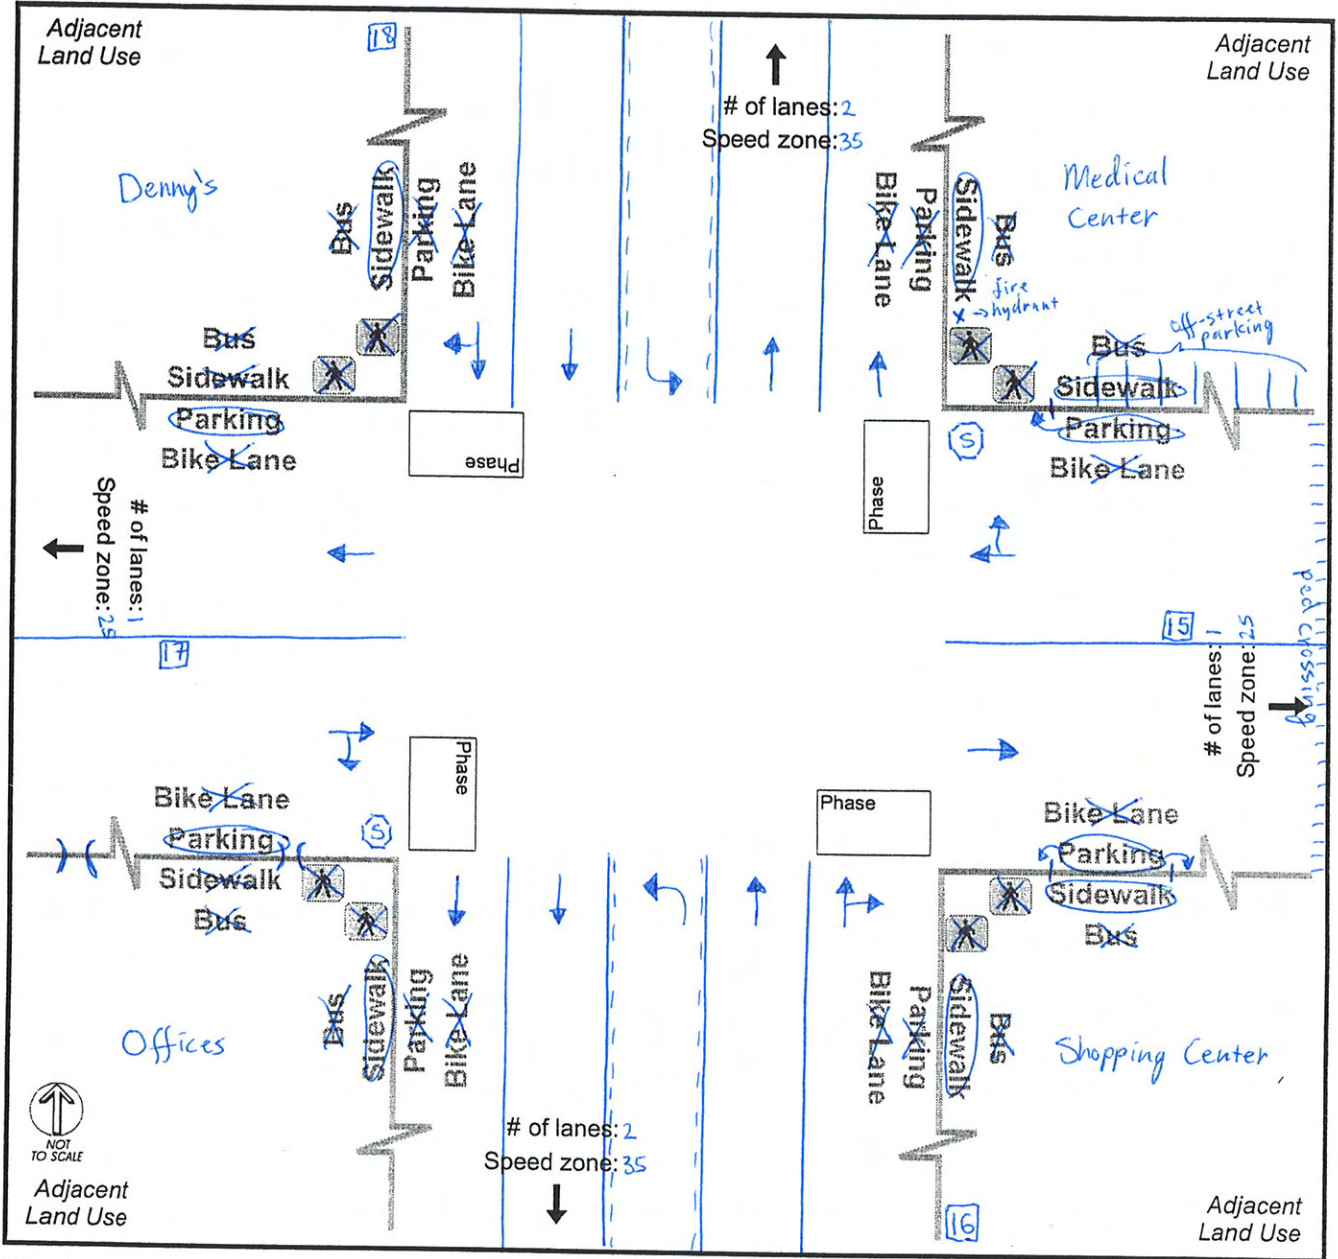 Adjacent
Land Use
18
Adjacent
Land Use
# of lanes: 2
Speed zone: 35
Denny's
Bus
Sidewalk
Parking
Bike Lane
Bike Lane
Parking
Sidewalk
Bus
Medical
Center
fire
hydrant
off-street
parking
Bus
Sidewalk
Parking
Bike Lane
Bus
Sidewalk
Parking
Bike Lane
Phase
Phase
S
# of lanes: 1
Speed zone: 25
17
15
# of lanes: 1
Speed zone: 25
ped crossing
Bike Lane
Parking
Sidewalk
Bus
S
Phase
Phase
Bike Lane
Parking
Sidewalk
Bus
Bus
Sidewalk
Parking
Bike Lane
Bike Lane
Parking
Sidewalk
Bus
Offices
Shopping Center
NOT
TO SCALE
# of lanes: 2
Speed zone: 35
Adjacent
Land Use
16
Adjacent
Land Use